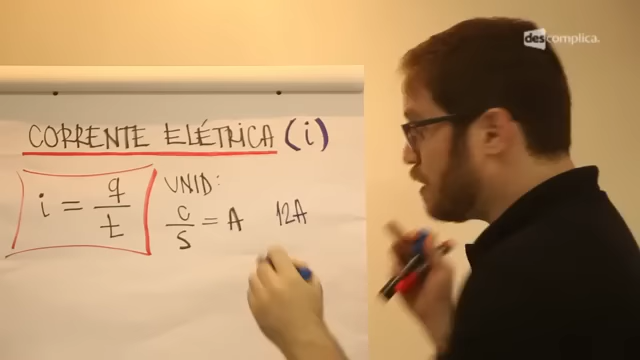 descomplica.
CORRENTE ELÉTRICA (i)
i = q/t
UNID:
C/S = A 12A